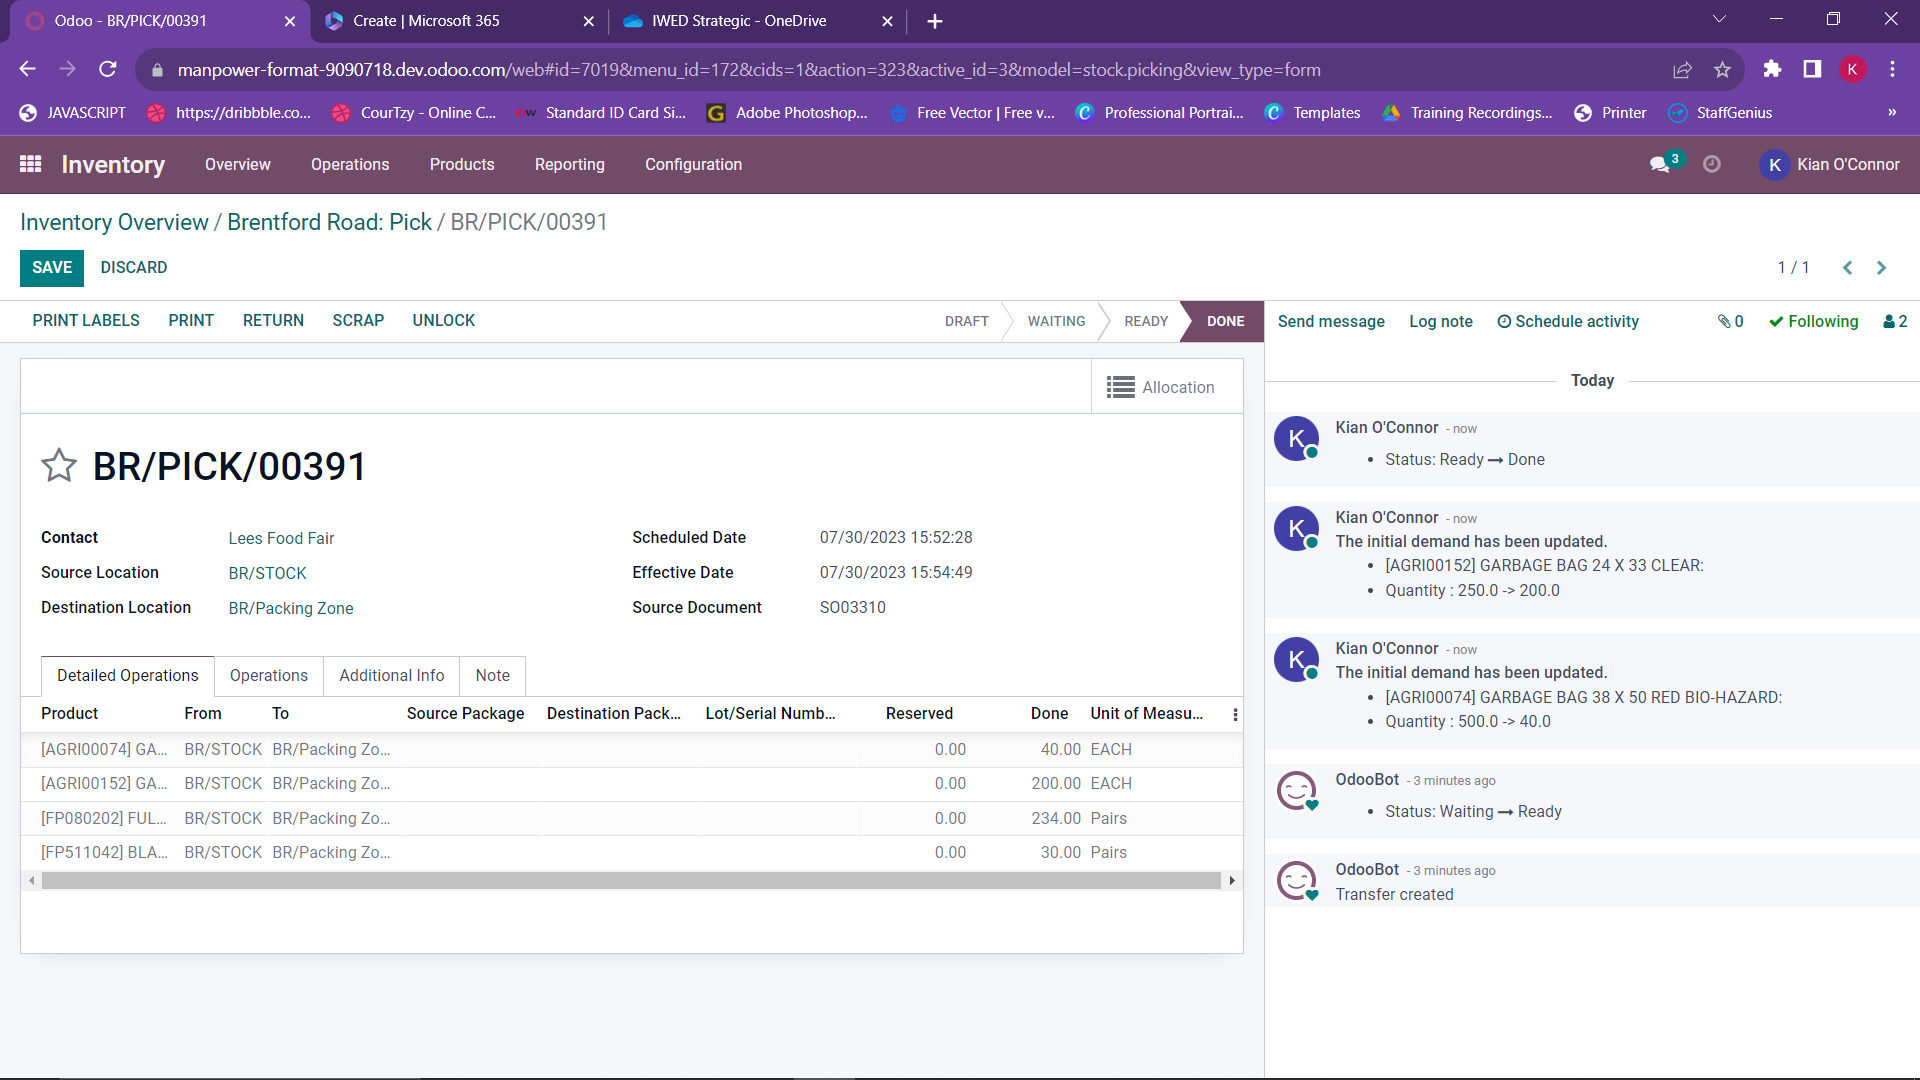 Odoo - BR/PICK/00391
Create | Microsoft 365
IWED Strategic - OneDrive
manpower-format-9090718.dev.odoo.com/web#id=7019&menu_id=172&cids=1&action=323&active_id=3&model=stock.picking&view_type=form
K
JAVASCRIPT
https://dribbble.co...
CourTzy - Online C...
Standard ID Card Si...
Adobe Photoshop...
Free Vector | Free v...
Professional Portrai...
Templates
Training Recordings...
Printer
StaffGenius
»
Inventory
Overview
Operations
Products
Reporting
Configuration
3
K
Kian O'Connor
Inventory Overview / Brentford Road: Pick / BR/PICK/00391
SAVE
DISCARD
1 / 1
PRINT LABELS
PRINT
RETURN
SCRAP
UNLOCK
DRAFT
WAITING
READY
DONE
Send message
Log note
Schedule activity
0
Following
2
Allocation
BR/PICK/00391
Contact
Lees Food Fair
Source Location
BR/STOCK
Destination Location
BR/Packing Zone
Scheduled Date
07/30/2023 15:52:28
Effective Date
07/30/2023 15:54:49
Source Document
SO03310
Detailed Operations
Operations
Additional Info
Note
Product From To Source Package Destination Pack... Lot/Serial Numb... Reserved Done Unit of Measu...
[AGRI00074] GA... BR/STOCK BR/Packing Zo... 0.00 40.00 EACH
[AGRI00152] GA... BR/STOCK BR/Packing Zo... 0.00 200.00 EACH
[FP080202] FUL... BR/STOCK BR/Packing Zo... 0.00 234.00 Pairs
[FP511042] BLA... BR/STOCK BR/Packing Zo... 0.00 30.00 Pairs
Today
K
Kian O'Connor - now
Status: Ready → Done
K
Kian O'Connor - now
The initial demand has been updated.
[AGRI00152] GARBAGE BAG 24 X 33 CLEAR:
Quantity : 250.0 -> 200.0
K
Kian O'Connor - now
The initial demand has been updated.
[AGRI00074] GARBAGE BAG 38 X 50 RED BIO-HAZARD:
Quantity : 500.0 -> 40.0
OdooBot - 3 minutes ago
Status: Waiting → Ready
OdooBot - 3 minutes ago
Transfer created